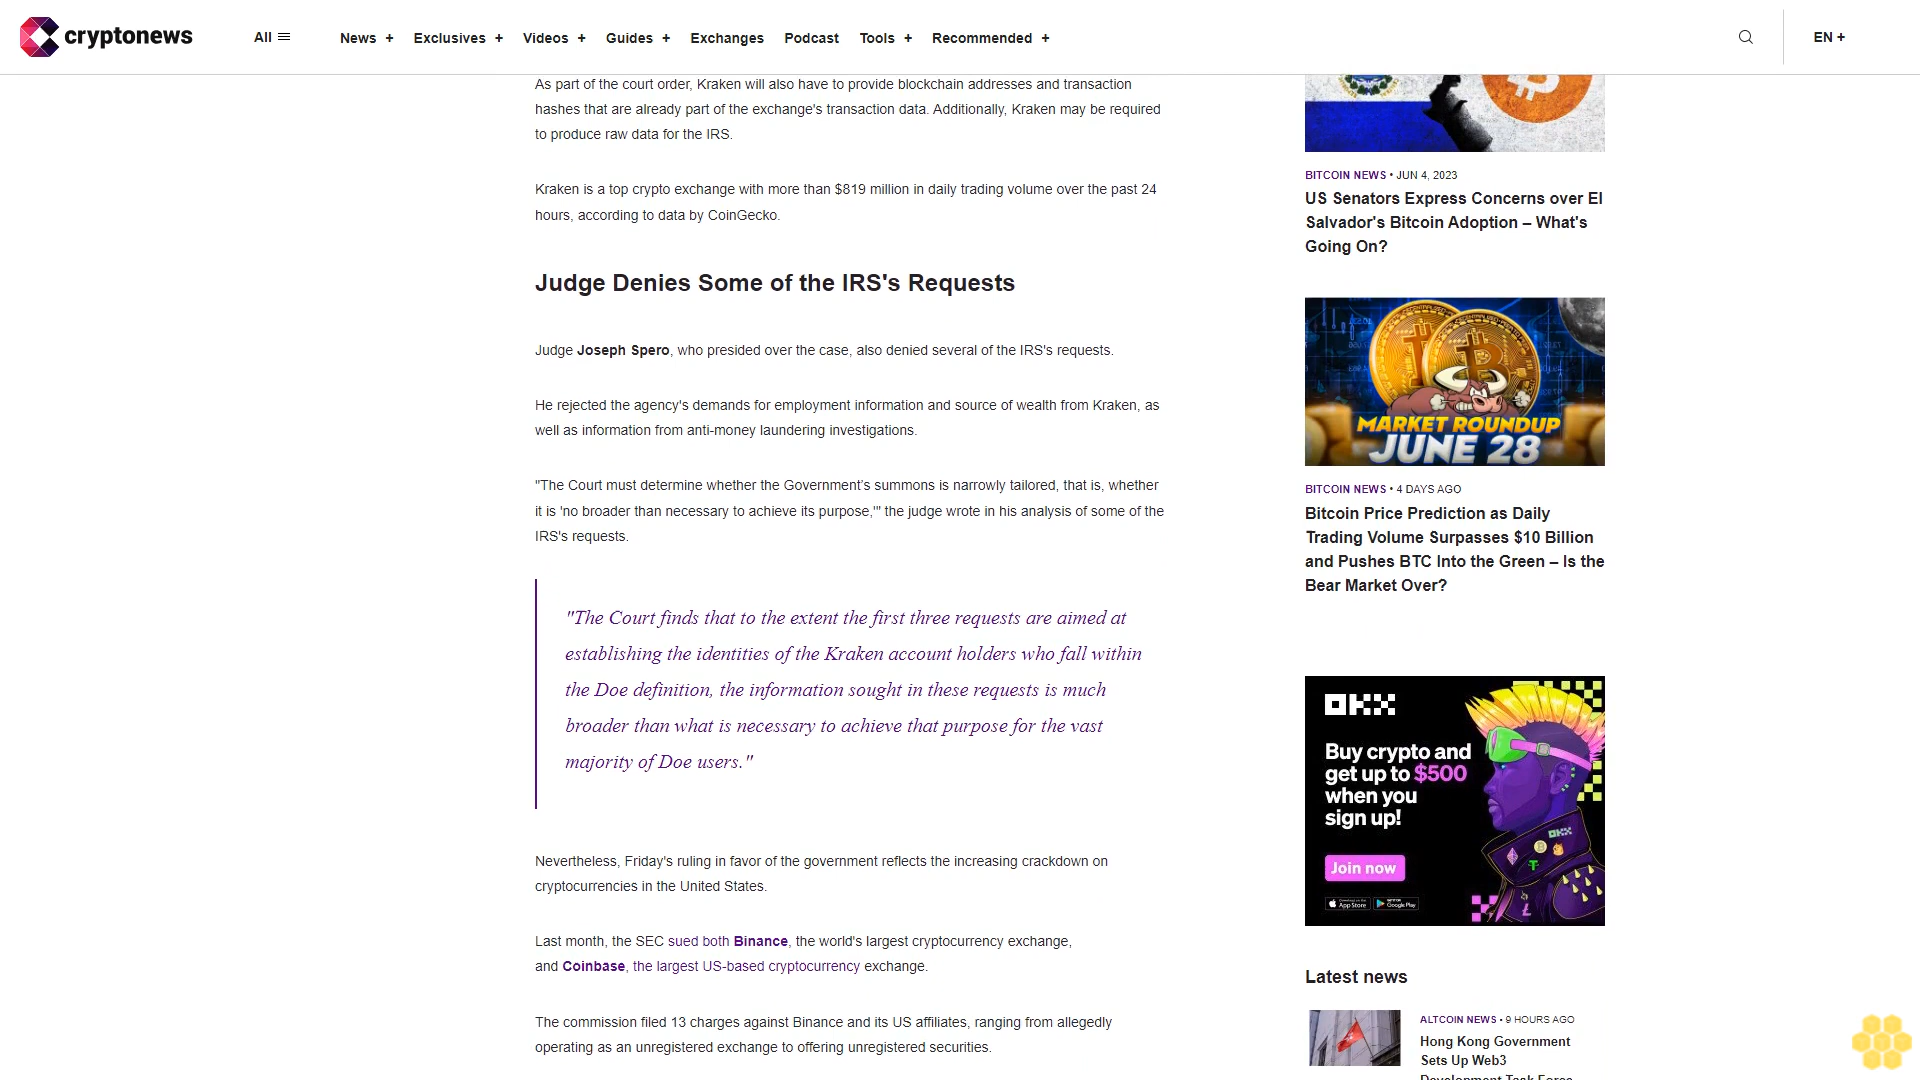 cryptonews
All
News +
Exclusives +
Videos +
Guides +
Exchanges
Podcast
Tools +
Recommended +
EN +
As part of the court order, Kraken will also have to provide blockchain addresses and transaction
hashes that are already part of the exchange's transaction data. Additionally, Kraken may be required
to produce raw data for the IRS.
Kraken is a top crypto exchange with more than $819 million in daily trading volume over the past 24
hours, according to data by CoinGecko.
Judge Denies Some of the IRS's Requests
Judge Joseph Spero, who presided over the case, also denied several of the IRS's requests.
He rejected the agency's demands for employment information and source of wealth from Kraken, as
well as information from anti-money laundering investigations.
"The Court must determine whether the Government’s summons is narrowly tailored, that is, whether
it is 'no broader than necessary to achieve its purpose,'" the judge wrote in his analysis of some of the
IRS's requests.
"The Court finds that to the extent the first three requests are aimed at
establishing the identities of the Kraken account holders who fall within
the Doe definition, the information sought in these requests is much
broader than what is necessary to achieve that purpose for the vast
majority of Doe users."
Nevertheless, Friday's ruling in favor of the government reflects the increasing crackdown on
cryptocurrencies in the United States.
Last month, the SEC sued both Binance, the world's largest cryptocurrency exchange,
and Coinbase, the largest US-based cryptocurrency exchange.
The commission filed 13 charges against Binance and its US affiliates, ranging from allegedly
operating as an unregistered exchange to offering unregistered securities.
BITCOIN NEWS • JUN 4, 2023
US Senators Express Concerns over El
Salvador's Bitcoin Adoption – What's
Going On?
MARKET ROUNDUP
JUNE 28
BITCOIN NEWS • 4 DAYS AGO
Bitcoin Price Prediction as Daily
Trading Volume Surpasses $10 Billion
and Pushes BTC Into the Green – Is the
Bear Market Over?
OKX
Buy crypto and
get up to $500
when you
sign up!
Join now
App Store
Google Play
OKX
Latest news
ALTCOIN NEWS • 9 HOURS AGO
Hong Kong Government
Sets Up Web3
Development Task Force